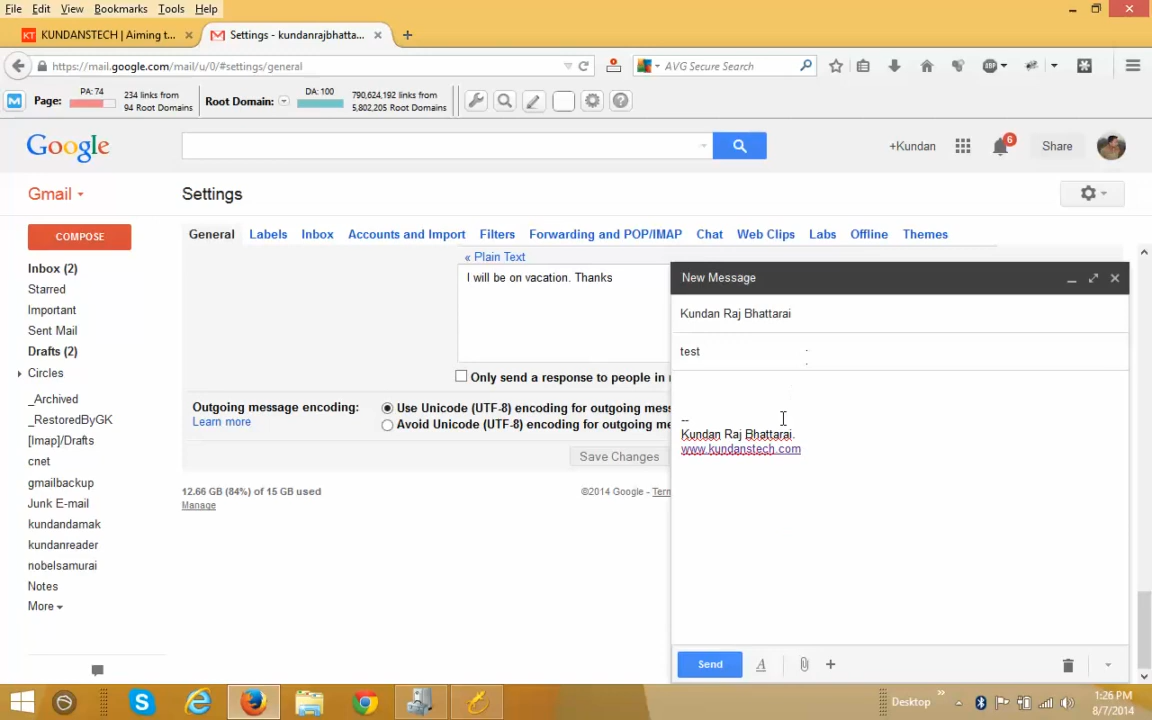 File Edit View Bookmarks Tools Help
KUNDANSTECH | Aiming t... Settings - kundanrajbhatta...
https://mail.google.com/mail/u/0/#settings/general AVG Secure Search
Page: PA: 74 234 links from 94 Root Domains Root Domain: DA: 100 790,624,192 links from 5,802,205 Root Domains
Google +Kundan 6 Share
Gmail Settings
COMPOSE General Labels Inbox Accounts and Import Filters Forwarding and POP/IMAP Chat Web Clips Labs Offline Themes
« Plain Text
Inbox (2)
I will be on vacation. Thanks
New Message
Starred
Important
Kundan Raj Bhattarai
Sent Mail
Drafts (2)
test
Circles
Only send a response to people in
_Archived
Outgoing message encoding: Use Unicode (UTF-8) encoding for outgoing mes
Learn more Avoid Unicode (UTF-8) encoding for outgoing me
_RestoredByGK
--
Kundan Raj Bhattarai.
www.kundanstech.com
[Imap]/Drafts
Save Changes
cnet
gmailbackup
12.66 GB (84%) of 15 GB used ©2014 Google - Tern
Manage
Junk E-mail
kundandamak
kundanreader
nobelsamurai
Notes
More
Send
Desktop
1:26 PM
8/7/2014